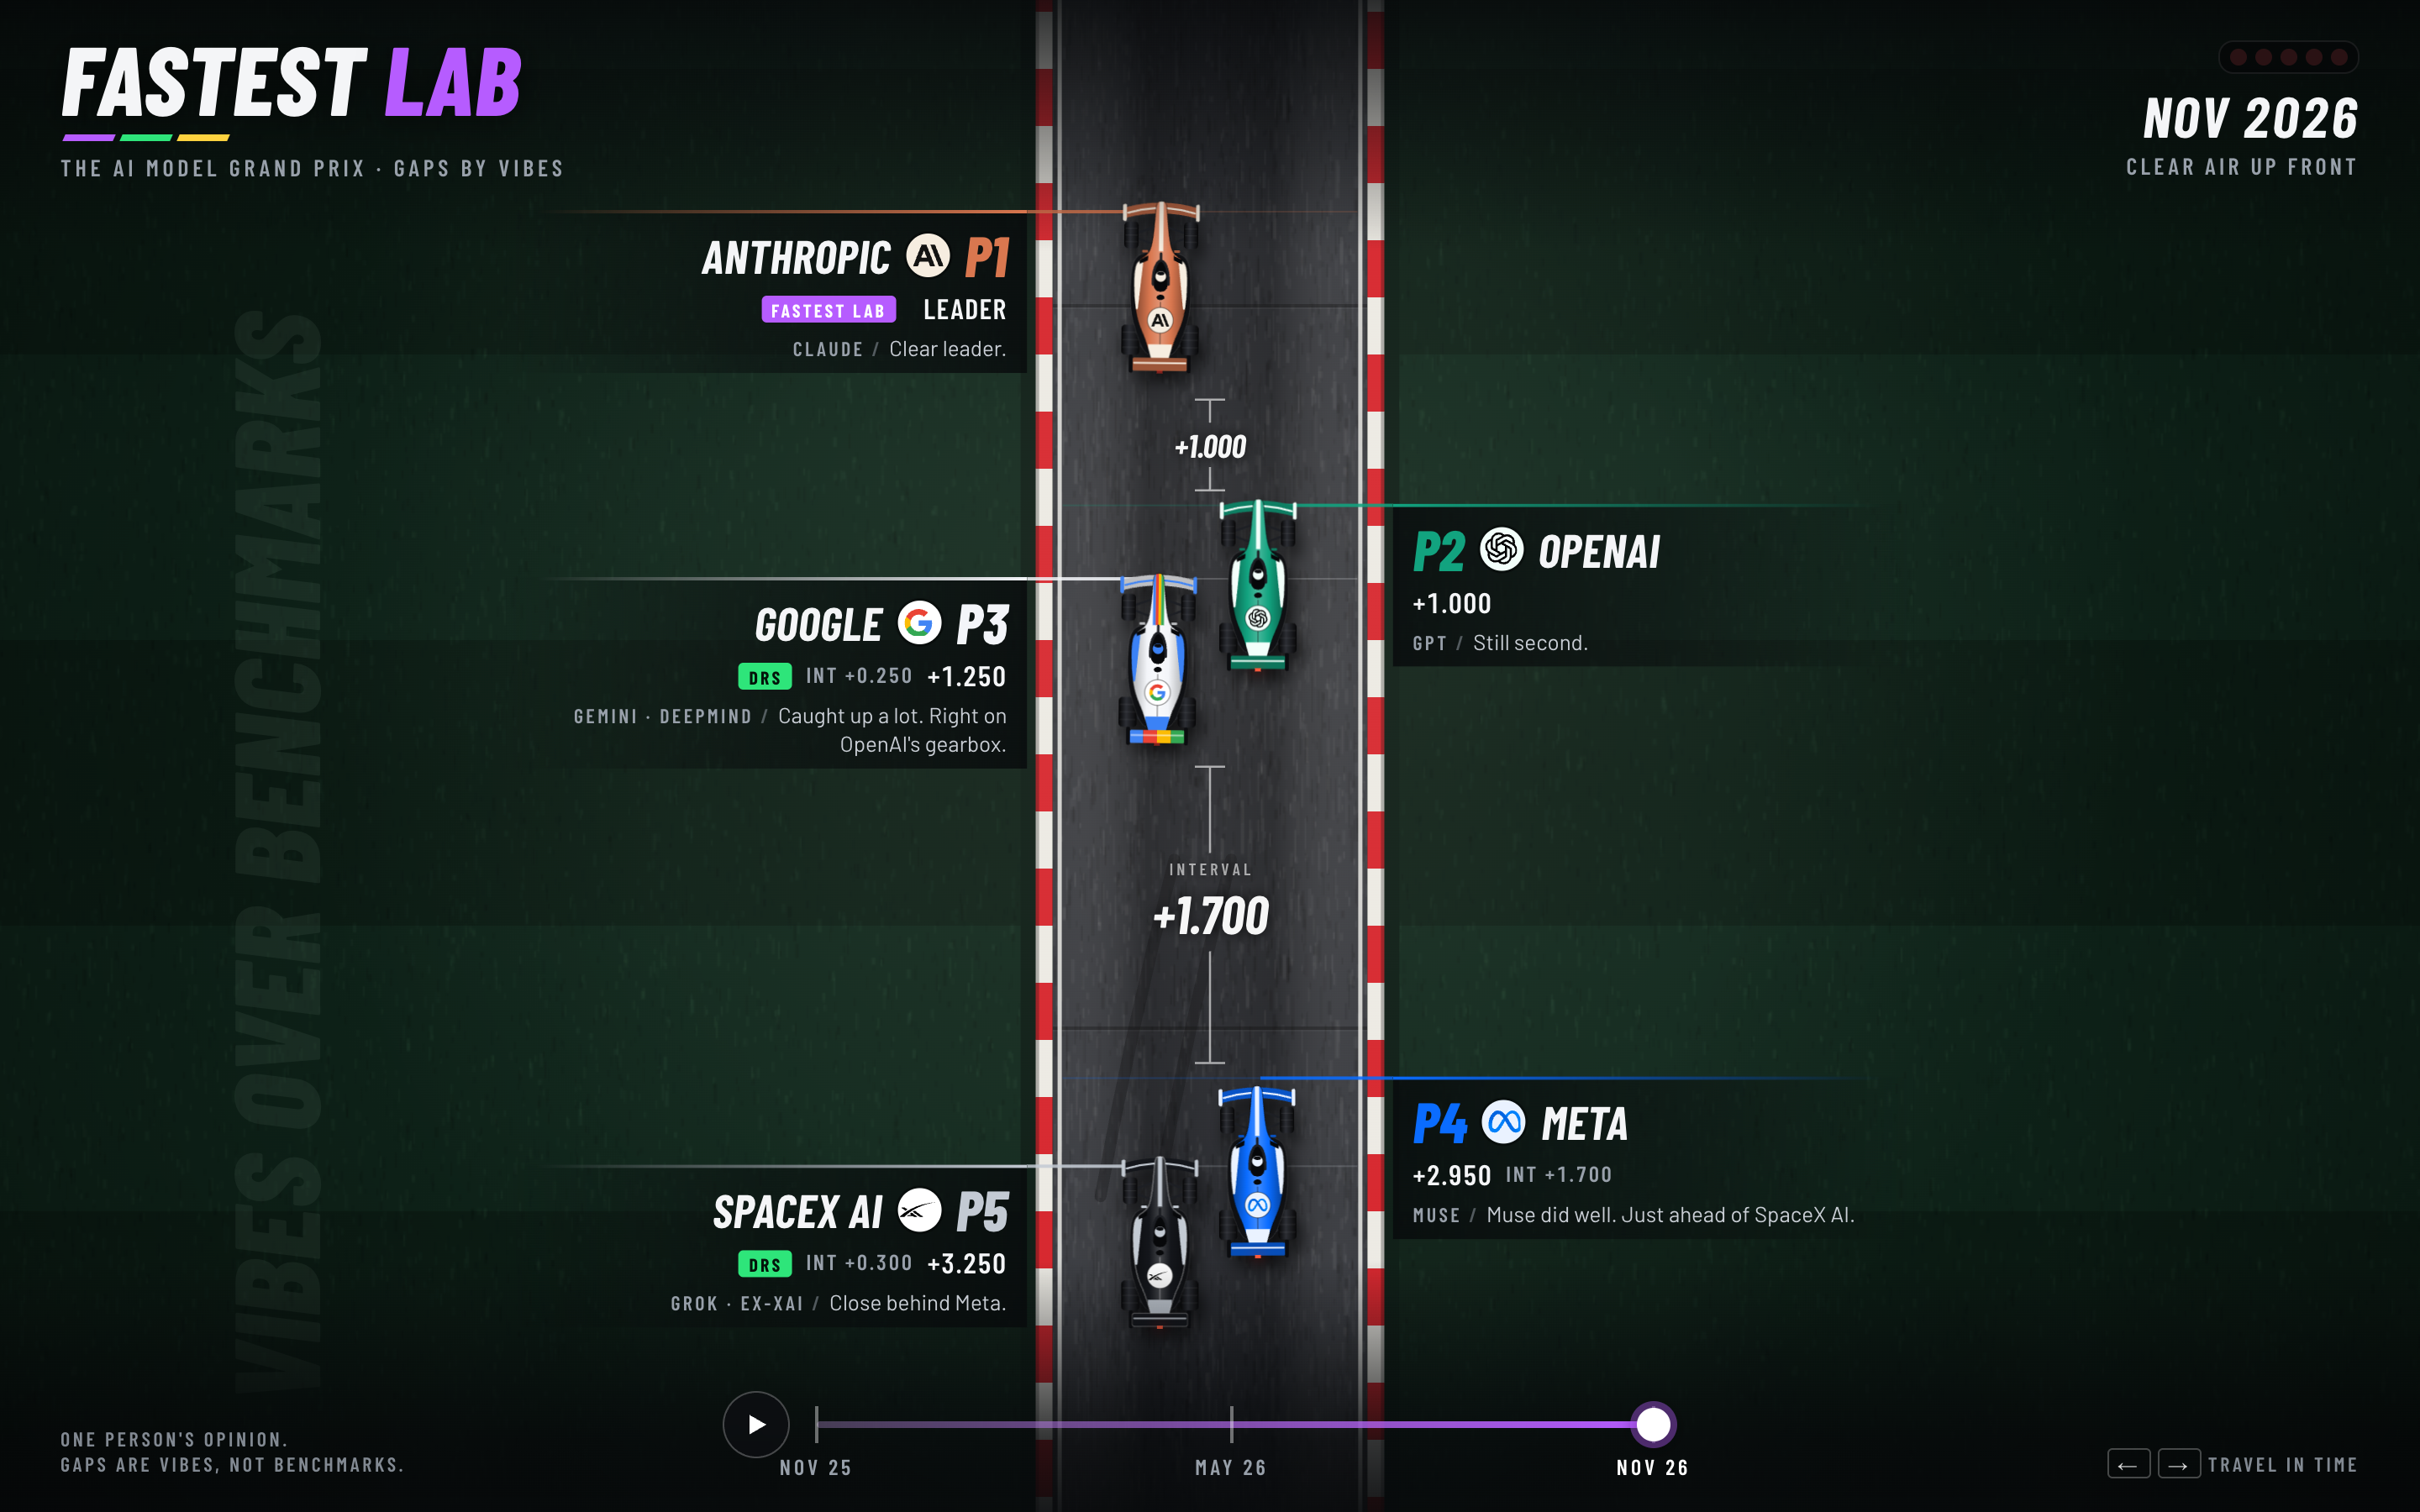 FASTEST LAB
THE AI MODEL GRAND PRIX · GAPS BY VIBES
NOV 2026
CLEAR AIR UP FRONT
VIBES OVER BENCHMARKS
ANTHROPIC AI P1
FASTEST LAB LEADER
CLAUDE / Clear leader.
AI
+1.000
P2 OPENAI
+1.000
GPT / Still second.
GOOGLE G P3
DRS INT +0.250 +1.250
GEMINI · DEEPMIND / Caught up a lot. Right on
OpenAI's gearbox.
G
INTERVAL
+1.700
P4 META
+2.950 INT +1.700
MUSE / Muse did well. Just ahead of SpaceX AI.
SPACEX AI P5
DRS INT +0.300 +3.250
GROK · EX-XAI / Close behind Meta.
NOV 25
MAY 26
NOV 26
ONE PERSON'S OPINION.
GAPS ARE VIBES, NOT BENCHMARKS.
← → TRAVEL IN TIME